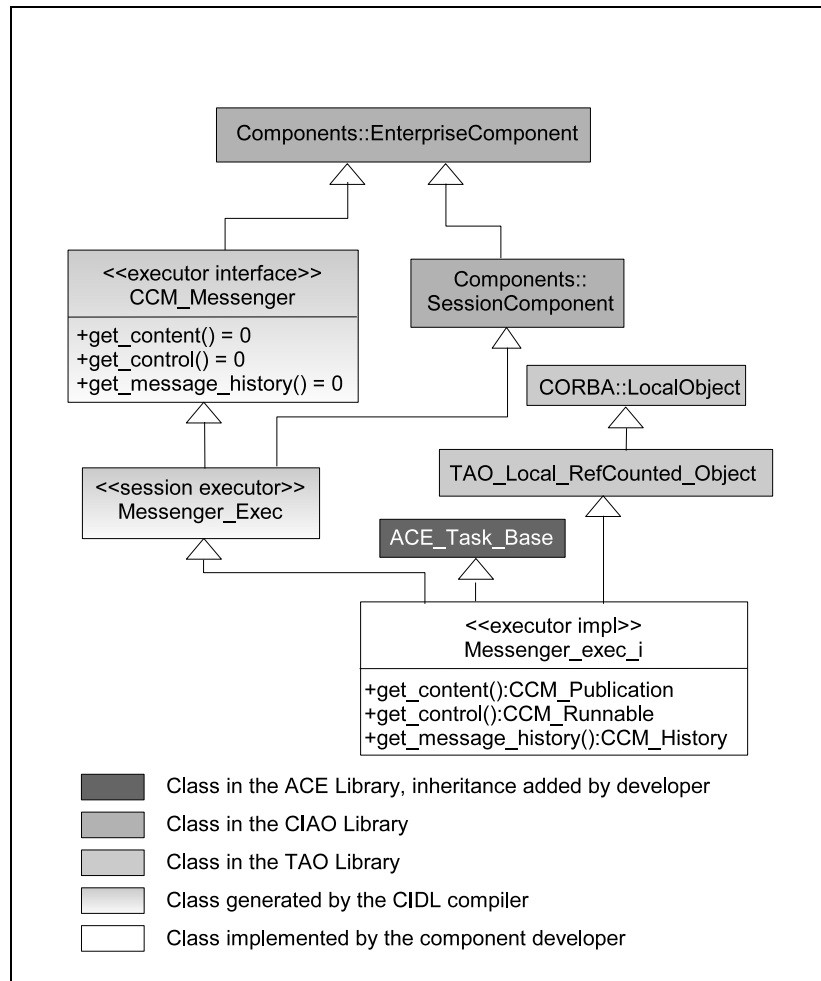 Components::EnterpriseComponent
<<executor interface>>
CCM_Messenger
+get_content() = 0
+get_control() = 0
+get_message_history() = 0
Components::
SessionComponent
CORBA::LocalObject
<<session executor>>
Messenger_Exec
TAO_Local_RefCounted_Object
ACE_Task_Base
<<executor impl>>
Messenger_exec_i
+get_content():CCM_Publication
+get_control():CCM_Runnable
+get_message_history():CCM_History
Class in the ACE Library, inheritance added by developer
Class in the CIAO Library
Class in the TAO Library
Class generated by the CIDL compiler
Class implemented by the component developer